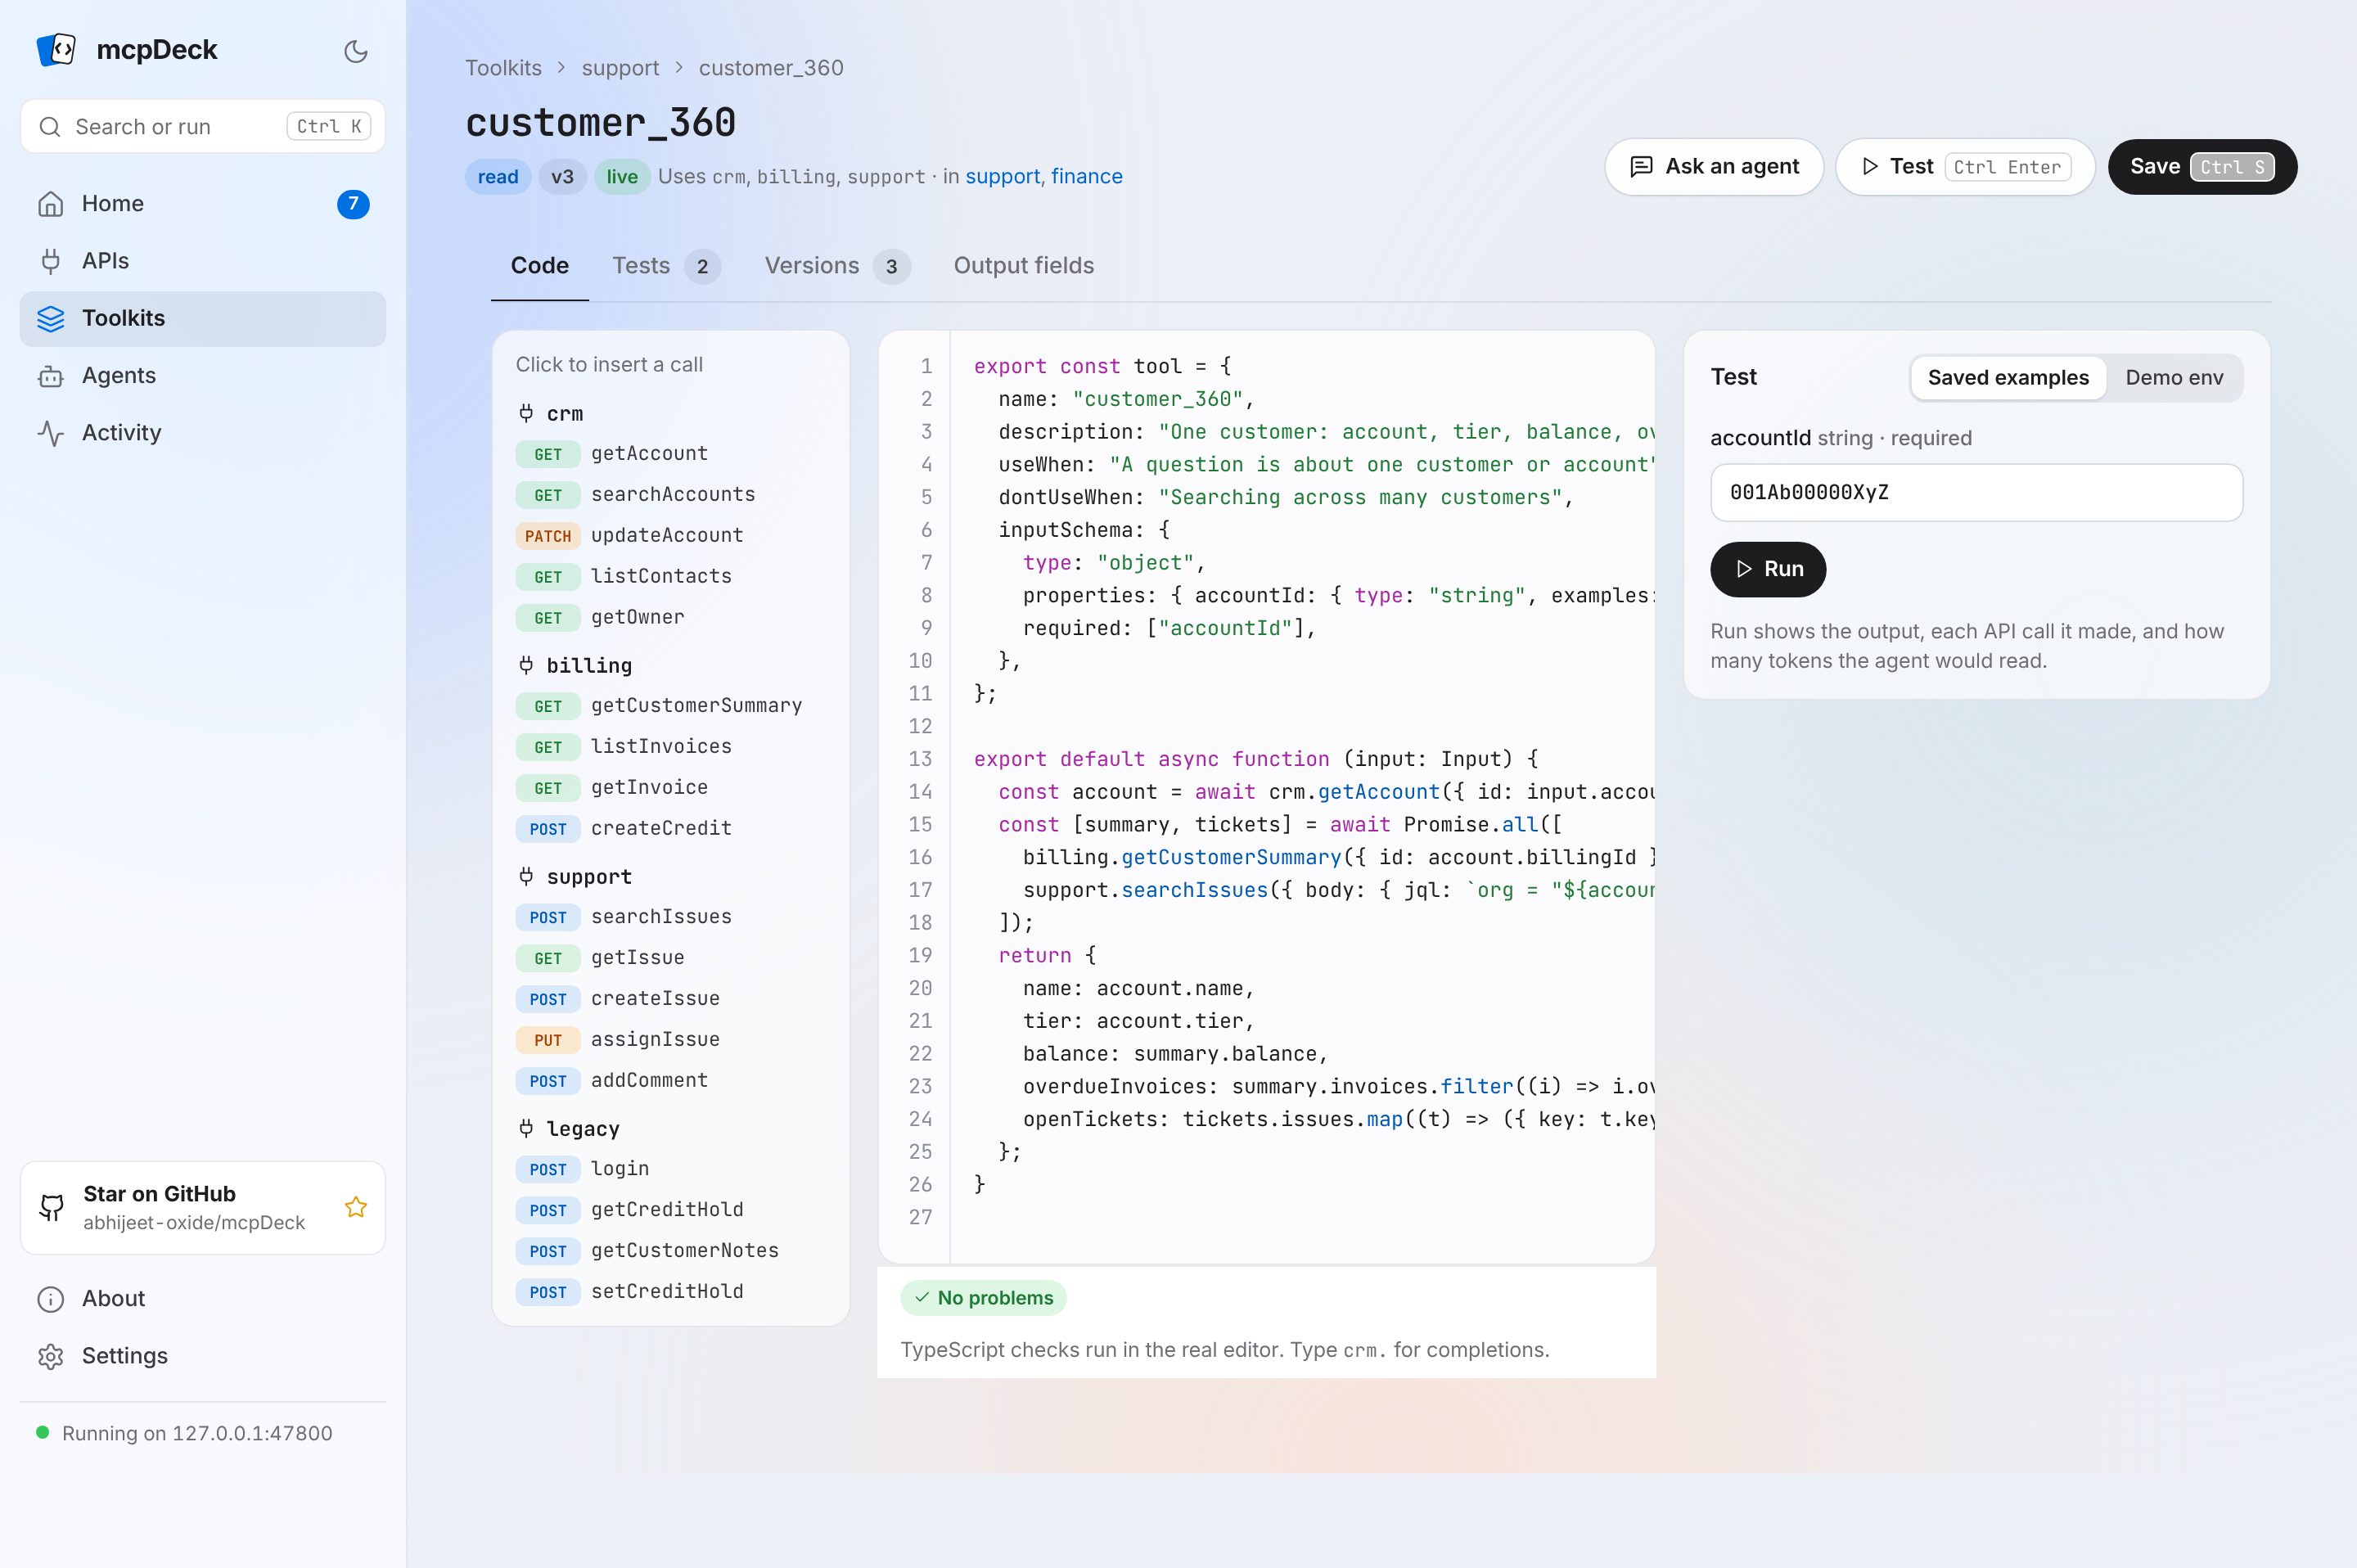 mcpDeck
Search or run Ctrl K
Home 7
APIs
Toolkits
Agents
Activity
Star on GitHub
abhijeet-oxide/mcpDeck
About
Settings
Running on 127.0.0.1:47800
Toolkits > support > customer_360
customer_360
read v3 live Uses crm, billing, support · in support, finance
Ask an agent
Test Ctrl Enter
Save Ctrl S
Code Tests 2 Versions 3 Output fields
Click to insert a call
crm
GET getAccount
GET searchAccounts
PATCH updateAccount
GET listContacts
GET getOwner
billing
GET getCustomerSummary
GET listInvoices
GET getInvoice
POST createCredit
support
POST searchIssues
GET getIssue
POST createIssue
PUT assignIssue
POST addComment
legacy
POST login
POST getCreditHold
POST getCustomerNotes
POST setCreditHold
1 export const tool = {
2 name: "customer_360",
3 description: "One customer: account, tier, balance, ov
4 useWhen: "A question is about one customer or account"
5 dontUseWhen: "Searching across many customers",
6 inputSchema: {
7 type: "object",
8 properties: { accountId: { type: "string", examples:
9 required: ["accountId"],
10 },
11 };
12
13 export default async function (input: Input) {
14 const account = await crm.getAccount({ id: input.accou
15 const [summary, tickets] = await Promise.all([
16 billing.getCustomerSummary({ id: account.billingId }
17 support.searchIssues({ body: { jql: `org = "${accoun
18 ]);
19 return {
20 name: account.name,
21 tier: account.tier,
22 balance: summary.balance,
23 overdueInvoices: summary.invoices.filter((i) => i.ov
24 openTickets: tickets.issues.map((t) => ({ key: t.key
25 };
26 }
27
No problems
TypeScript checks run in the real editor. Type crm. for completions.
Test Saved examples Demo env
accountId string · required
001Ab00000XyZ
Run
Run shows the output, each API call it made, and how
many tokens the agent would read.